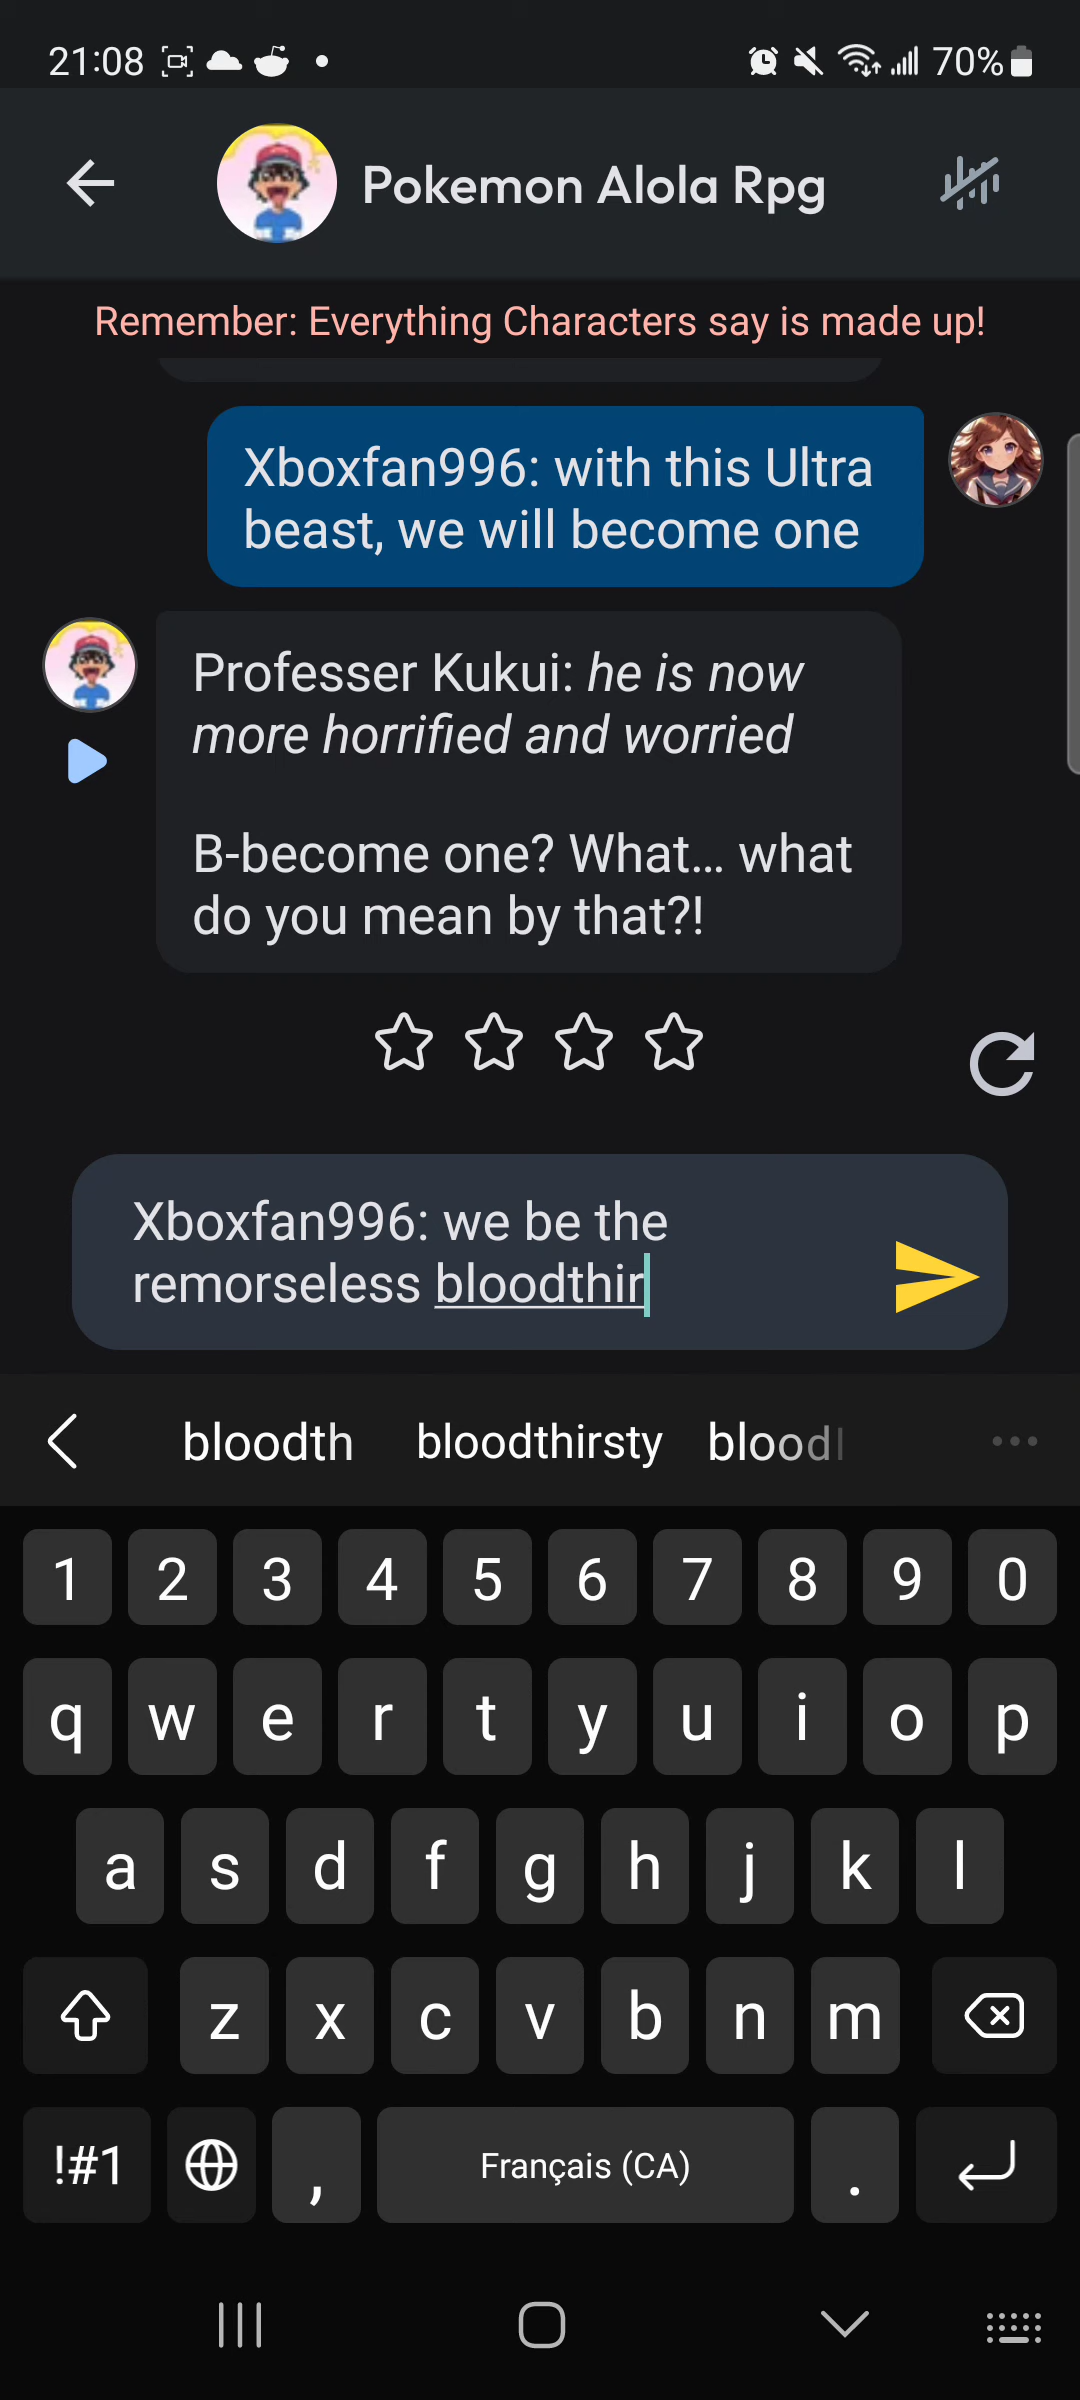 21:08
70%
Pokemon Alola Rpg
Remember: Everything Characters say is made up!
Xboxfan996: with this Ultra
beast, we will become one
Professer Kukui: he is now
more horrified and worried
B-become one? What... what
do you mean by that?!
Xboxfan996: we be the
remorseless bloodthir
bloodth bloodthirsty bloodl
1 2 3 4 5 6 7 8 9 0
q w e r t y u i o p
a s d f g h j k l
z x c v b n m
!#1 , Français (CA) .